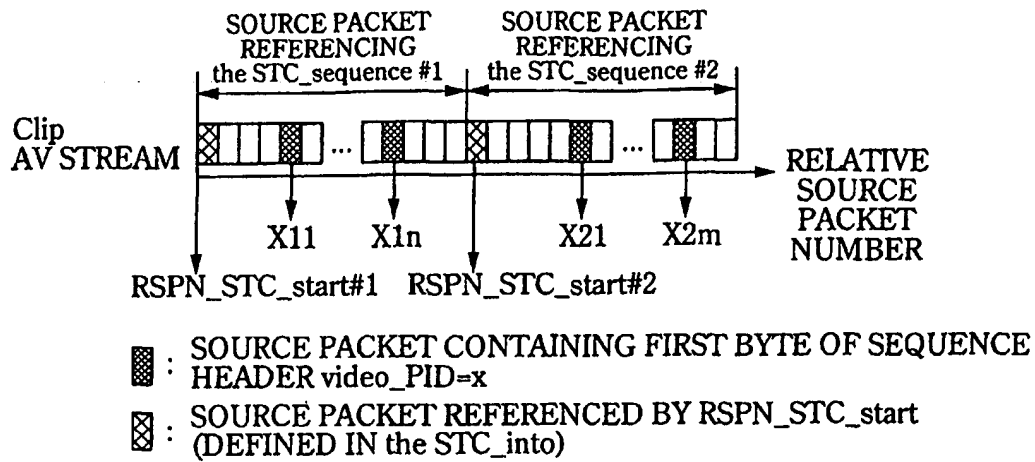 SOURCE PACKET
REFERENCING
the STC_sequence #1
SOURCE PACKET
REFERENCING
the STC_sequence #2
Clip
AV STREAM
...
...
RELATIVE
SOURCE
PACKET
NUMBER
X11
X1n
X21
X2m
RSPN_STC_start#1
RSPN_STC_start#2
: SOURCE PACKET CONTAINING FIRST BYTE OF SEQUENCE
HEADER video_PID=x
: SOURCE PACKET REFERENCED BY RSPN_STC_start
(DEFINED IN the STC_into)